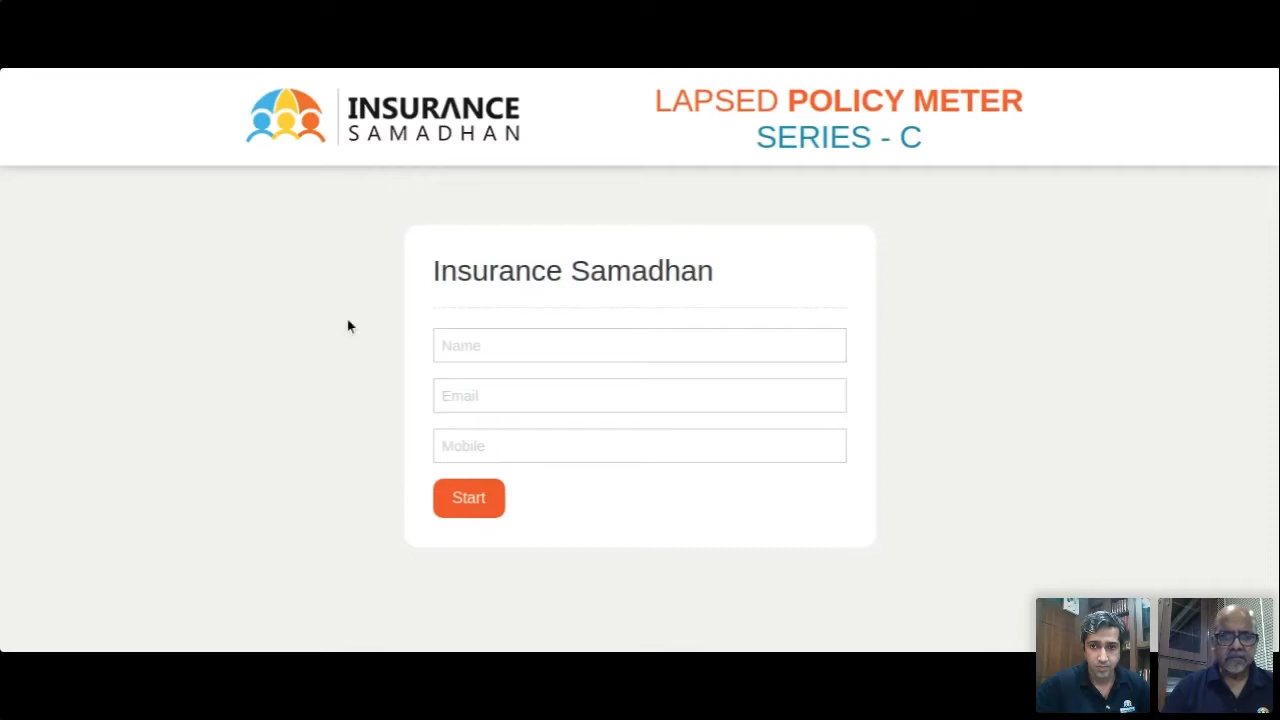 INSURANCE
SAMADHAN
LAPSED POLICY METER
SERIES - C
Insurance Samadhan
Name
Email
Mobile
Start